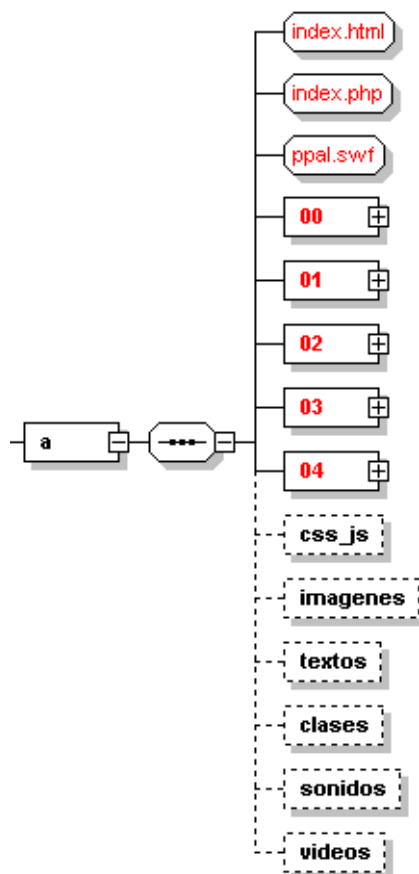 index.html
index.php
ppal.swf
00
01
02
03
a
04
css_js
imagenes
textos
clases
sonidos
videos